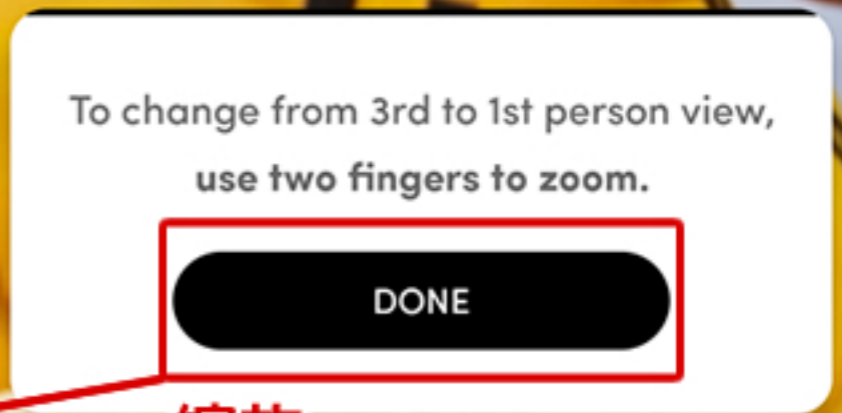 To change from 3rd to 1st person view,
use two fingers to zoom.
DONE